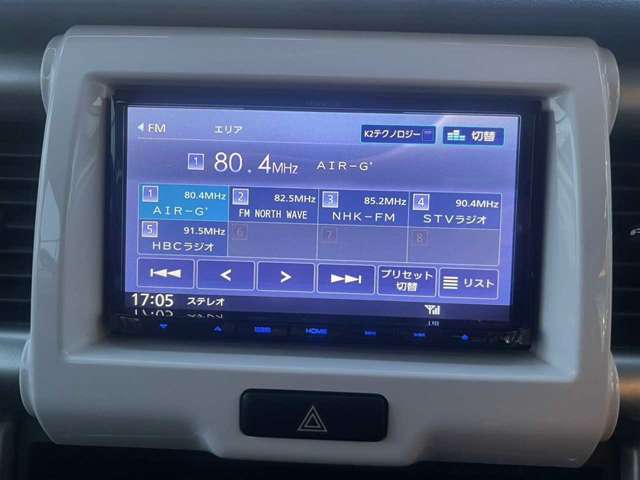 ◀ FM エリア K2テクノロジー 切替
1 80.4MHz AIR-G'
1 80.4MHz 2 82.5MHz 3 85.2MHz 4 90.4MHz
AIR-G' FM NORTH WAVE NHK-FM STVラジオ
5 91.5MHz 6 7 8
HBCラジオ
⏮ < > ⏭ プリセット切替 リスト
17:05 ステレオ
HOME